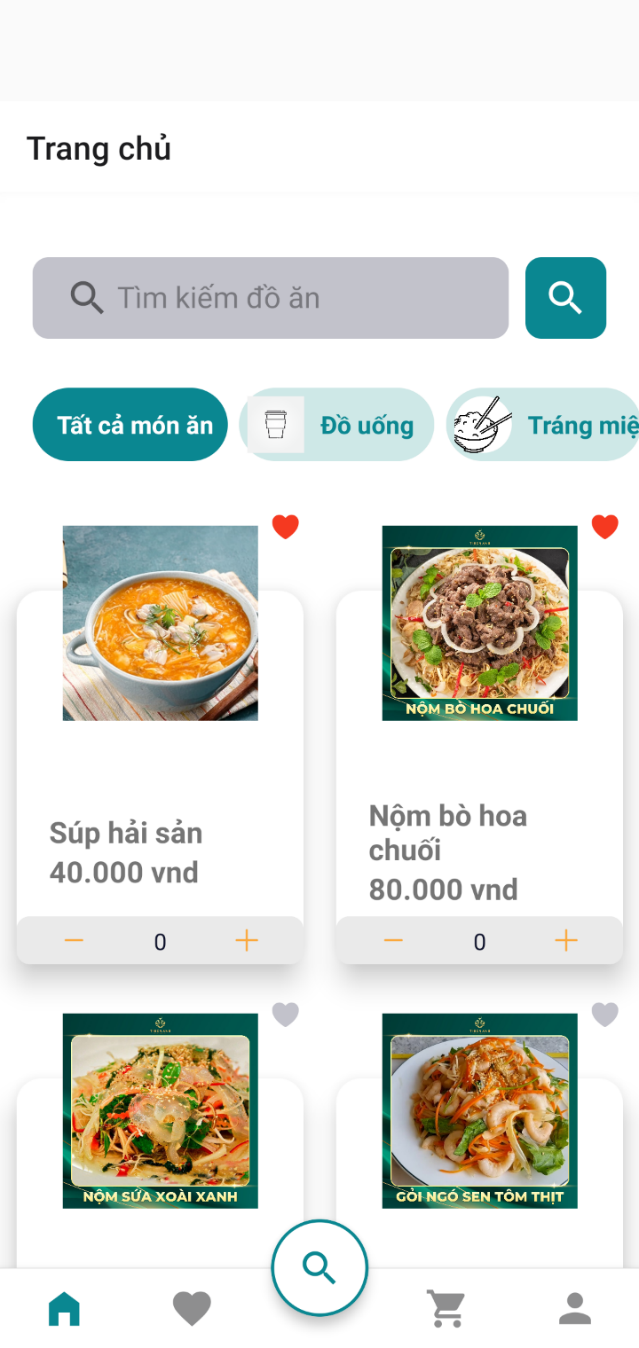 Trang chủ
Tìm kiếm đồ ăn
Tất cả món ăn
Đồ uống
Tráng miệ
NỘM BÒ HOA CHUỐI
Súp hải sản
40.000 vnd
Nộm bò hoa
chuối
80.000 vnd
0
0
NỘM SỨA XOÀI XANH
GỎI NGÓ SEN TÔM THỊT